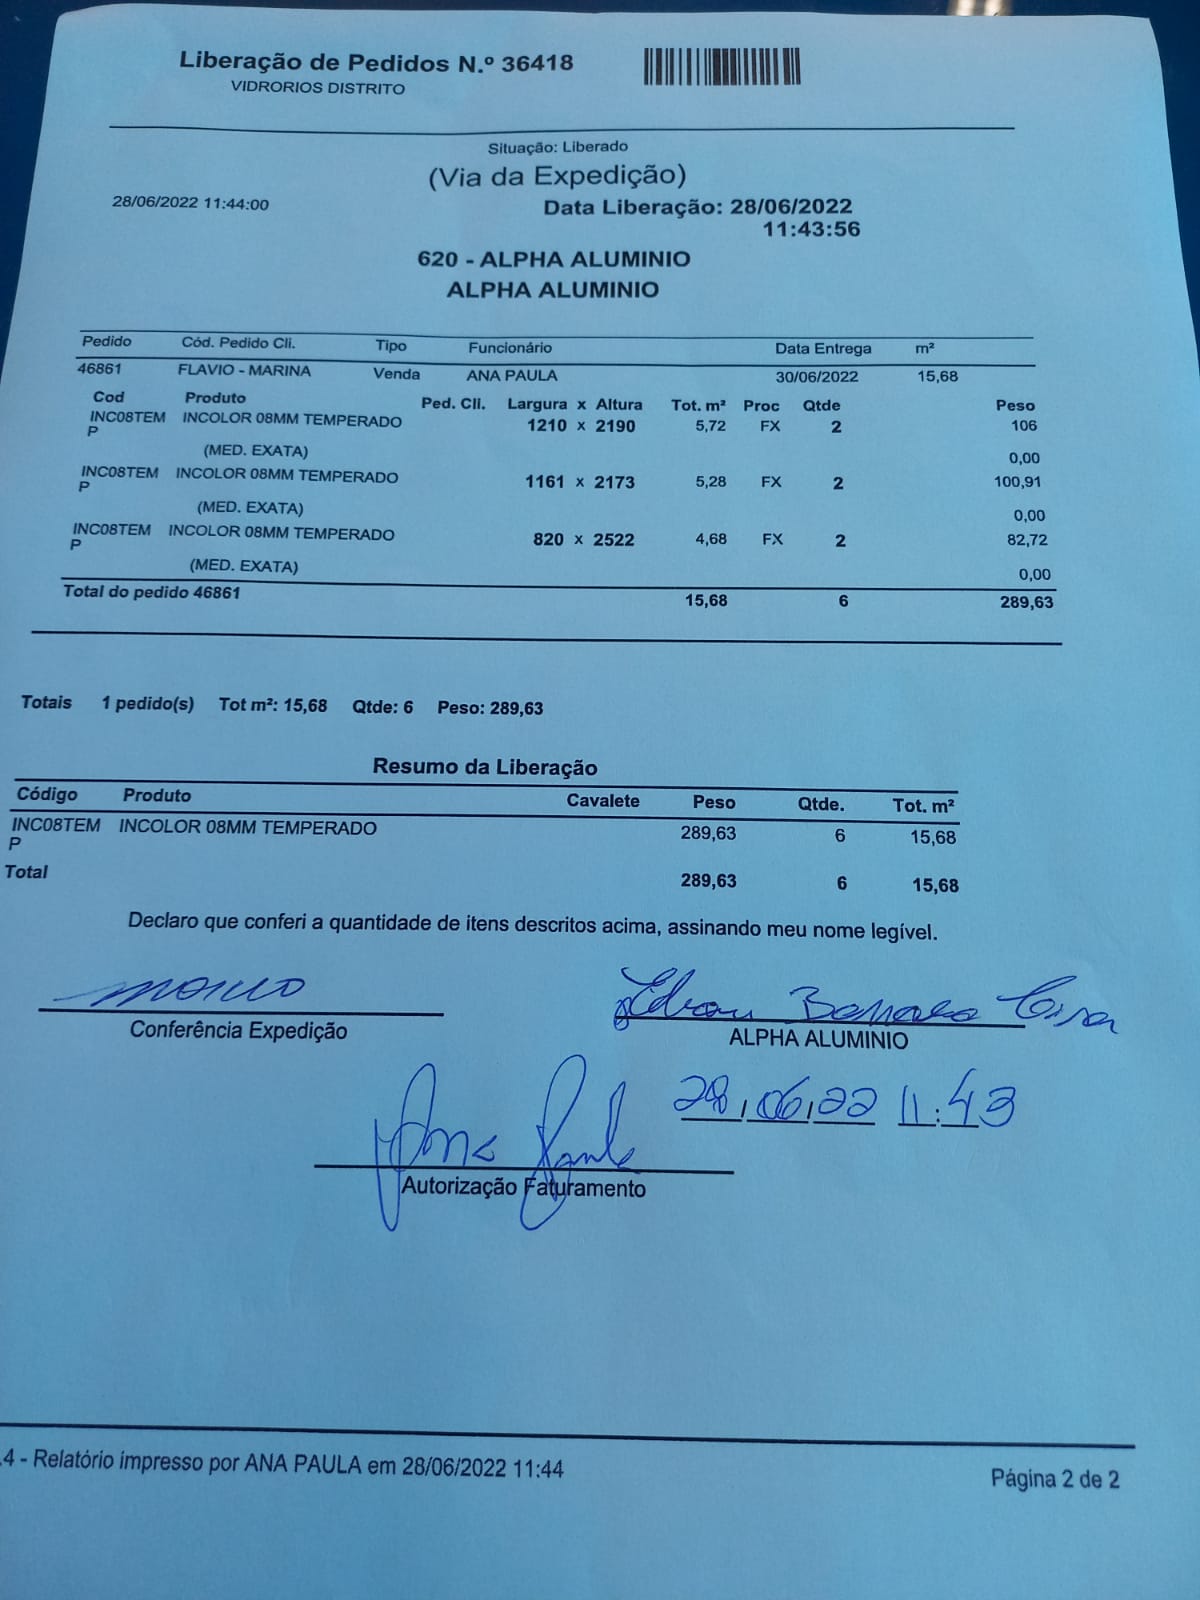 Liberação de Pedidos N.º 36418
VIDRORIOS DISTRITO
Situação: Liberado
(Via da Expedição)
28/06/2022 11:44:00
Data Liberação: 28/06/2022
11:43:56
620 - ALPHA ALUMINIO
ALPHA ALUMINIO
Pedido Cód. Pedido Cli. Tipo Funcionário Data Entrega m²
46861 FLAVIO - MARINA Venda ANA PAULA 30/06/2022 15,68
Cod Produto Ped. Cli. Largura x Altura Tot. m² Proc Qtde Peso
INC08TEM INCOLOR 08MM TEMPERADO 1210 x 2190 5,72 FX 2 106
P
(MED. EXATA) 0,00
INC08TEM INCOLOR 08MM TEMPERADO 1161 x 2173 5,28 FX 2 100,91
P
(MED. EXATA) 0,00
INC08TEM INCOLOR 08MM TEMPERADO 820 x 2522 4,68 FX 2 82,72
P
(MED. EXATA) 0,00
Total do pedido 46861 15,68 6 289,63
Totais 1 pedido(s) Tot m²: 15,68 Qtde: 6 Peso: 289,63
Resumo da Liberação
Código Produto Cavalete Peso Qtde. Tot. m²
INC08TEM INCOLOR 08MM TEMPERADO 289,63 6 15,68
P
Total 289,63 6 15,68
Declaro que conferi a quantidade de itens descritos acima, assinando meu nome legível.
Conferência Expedição
ALPHA ALUMINIO
28/06/22 11:43
Ana Paula
Autorização Faturamento
.4 - Relatório impresso por ANA PAULA em 28/06/2022 11:44
Página 2 de 2